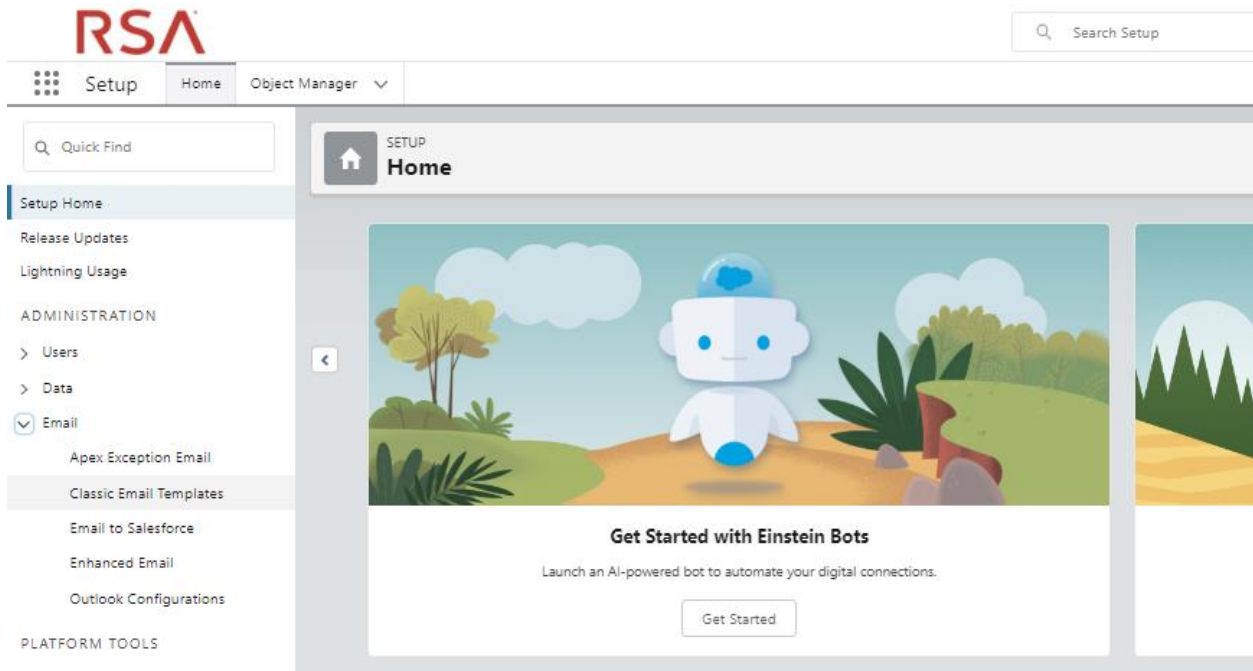 RSA
Search Setup
Setup
Home
Object Manager
Quick Find
SETUP
Home
Setup Home
Release Updates
Lightning Usage
ADMINISTRATION
Users
Data
Email
Apex Exception Email
Classic Email Templates
Email to Salesforce
Enhanced Email
Outlook Configurations
PLATFORM TOOLS
Get Started with Einstein Bots
Launch an AI-powered bot to automate your digital connections.
Get Started